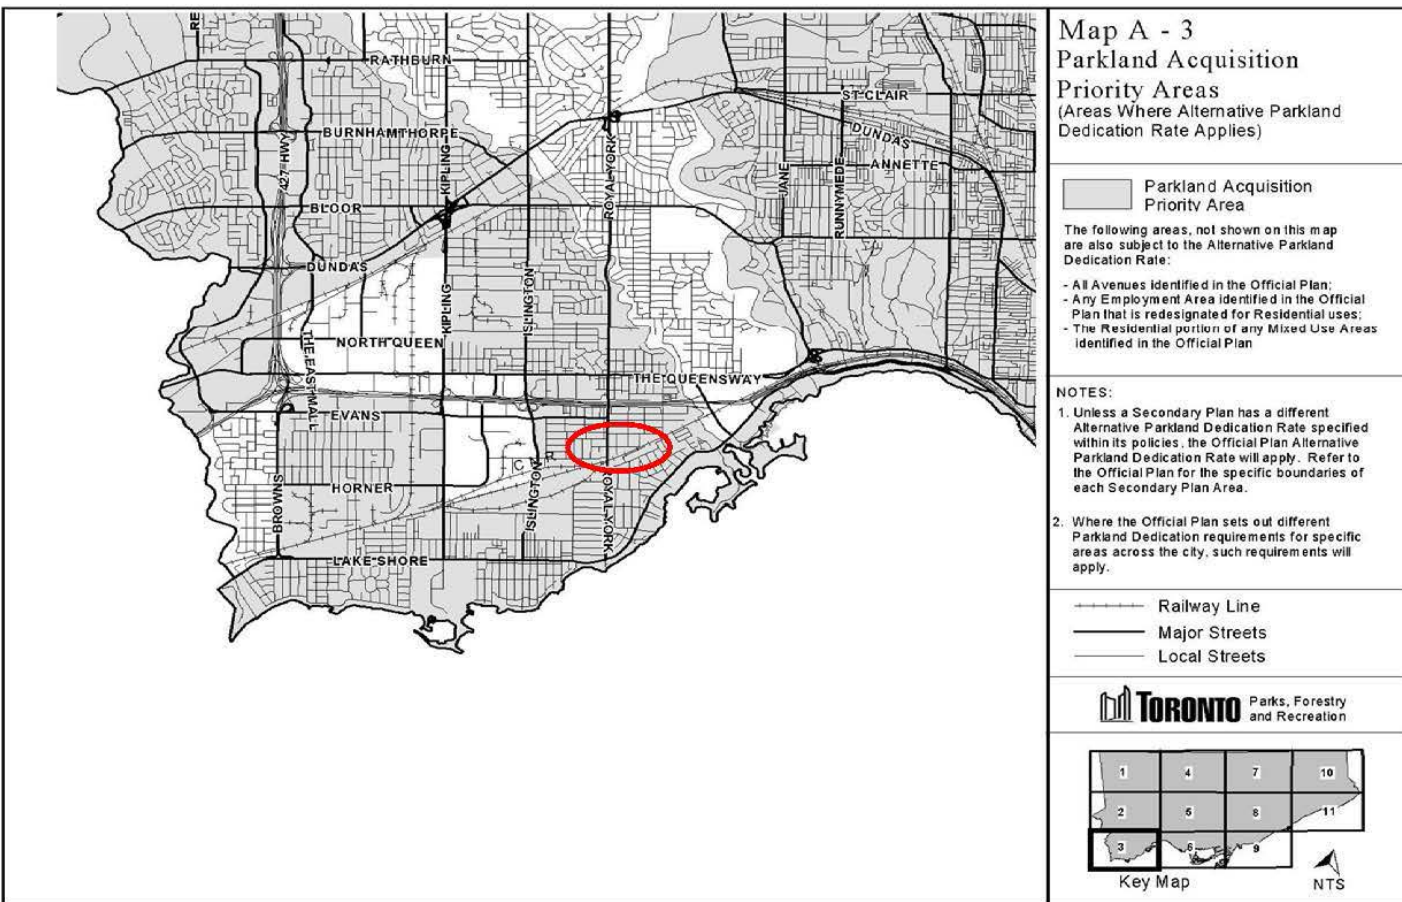 RE
RATHBURN
ST CLAIR
BURNHAMTHORPE
DUNDAS
ANNETTE
427 HWY
KIPLING
ROYAL YORK
JANE
RUNNYMEDE
BLOOR
DUNDAS
ISLINGTON
KIPLING
THE EAST MALL
NORTH QUEEN
THE QUEENSWAY
EVANS
HORNER
BROWNS
ISLINGTON
ROYAL YORK
LAKE SHORE
Map A - 3
Parkland Acquisition
Priority Areas
(Areas Where Alternative Parkland
Dedication Rate Applies)
Parkland Acquisition
Priority Area
The following areas, not shown on this map
are also subject to the Alternative Parkland
Dedication Rate:
- All Avenues identified in the Official Plan;
- Any Employment Area identified in the Official
Plan that is redesignated for Residential uses;
- The Residential portion of any Mixed Use Areas
identified in the Official Plan
NOTES:
1. Unless a Secondary Plan has a different
Alternative Parkland Dedication Rate specified
within its policies, the Official Plan Alternative
Parkland Dedication Rate will apply. Refer to
the Official Plan for the specific boundaries of
each Secondary Plan Area.
2. Where the Official Plan sets out different
Parkland Dedication requirements for specific
areas across the city, such requirements will
apply.
Railway Line
Major Streets
Local Streets
TORONTO Parks, Forestry
and Recreation
1 4 7 10
2 5 8 11
3 6 9
Key Map
NTS